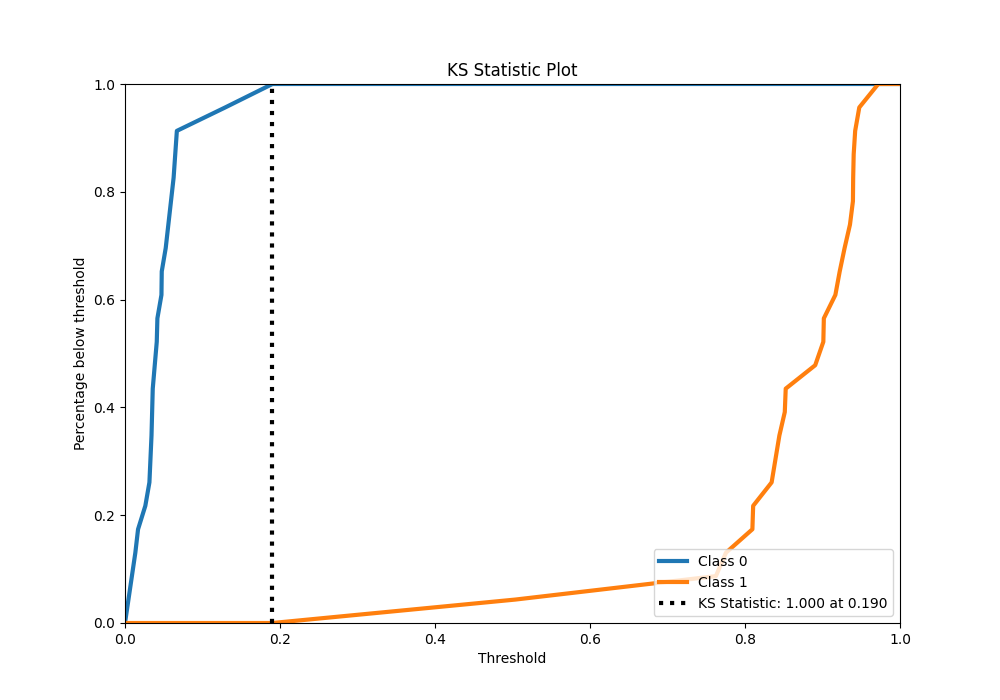 KS Statistic Plot
1.0
0.8
0.6
0.4
0.2
0.0
Percentage below threshold
0.0 0.2 0.4 0.6 0.8 1.0
Threshold
Class 0
Class 1
KS Statistic: 1.000 at 0.190